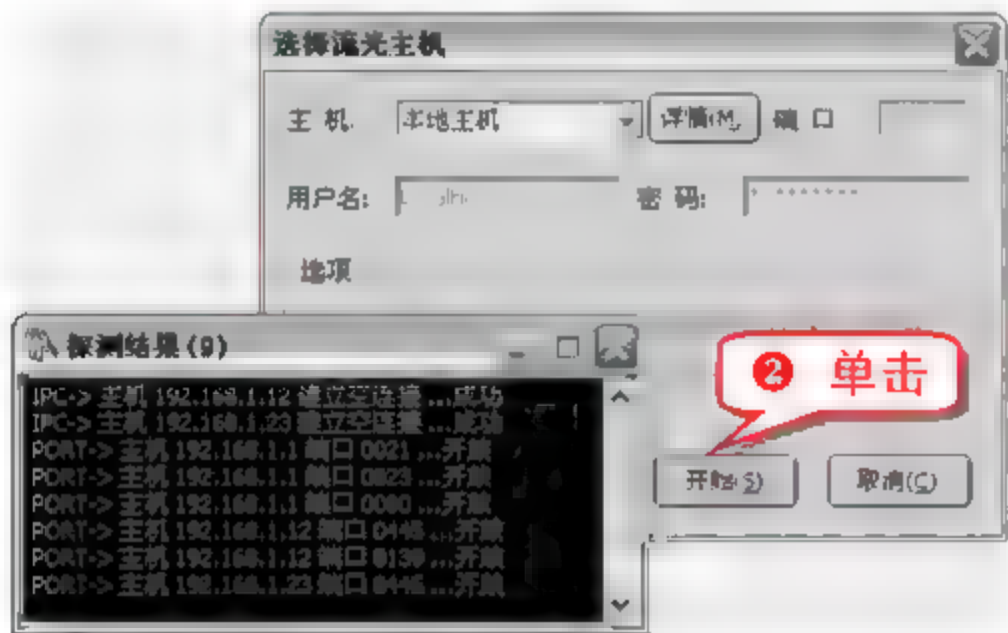 选择流光主机
主 机: 本地主机 详情(M) 端 口
用户名: 密 码: ********
选项
探测结果(9)
❷ 单击
IPC-> 主机 192.168.1.12 建立空连接 ...成功
IPC-> 主机 192.168.1.23 建立空连接 ...成功
PORT-> 主机 192.168.1.1 端口 0021 ...开放
PORT-> 主机 192.168.1.1 端口 0023 ...开放
PORT-> 主机 192.168.1.1 端口 0080 ...开放
PORT-> 主机 192.168.1.12 端口 0445 ...开放
PORT-> 主机 192.168.1.12 端口 0139 ...开放
PORT-> 主机 192.168.1.23 端口 0445 ...开放
开始(S) 取消(C)